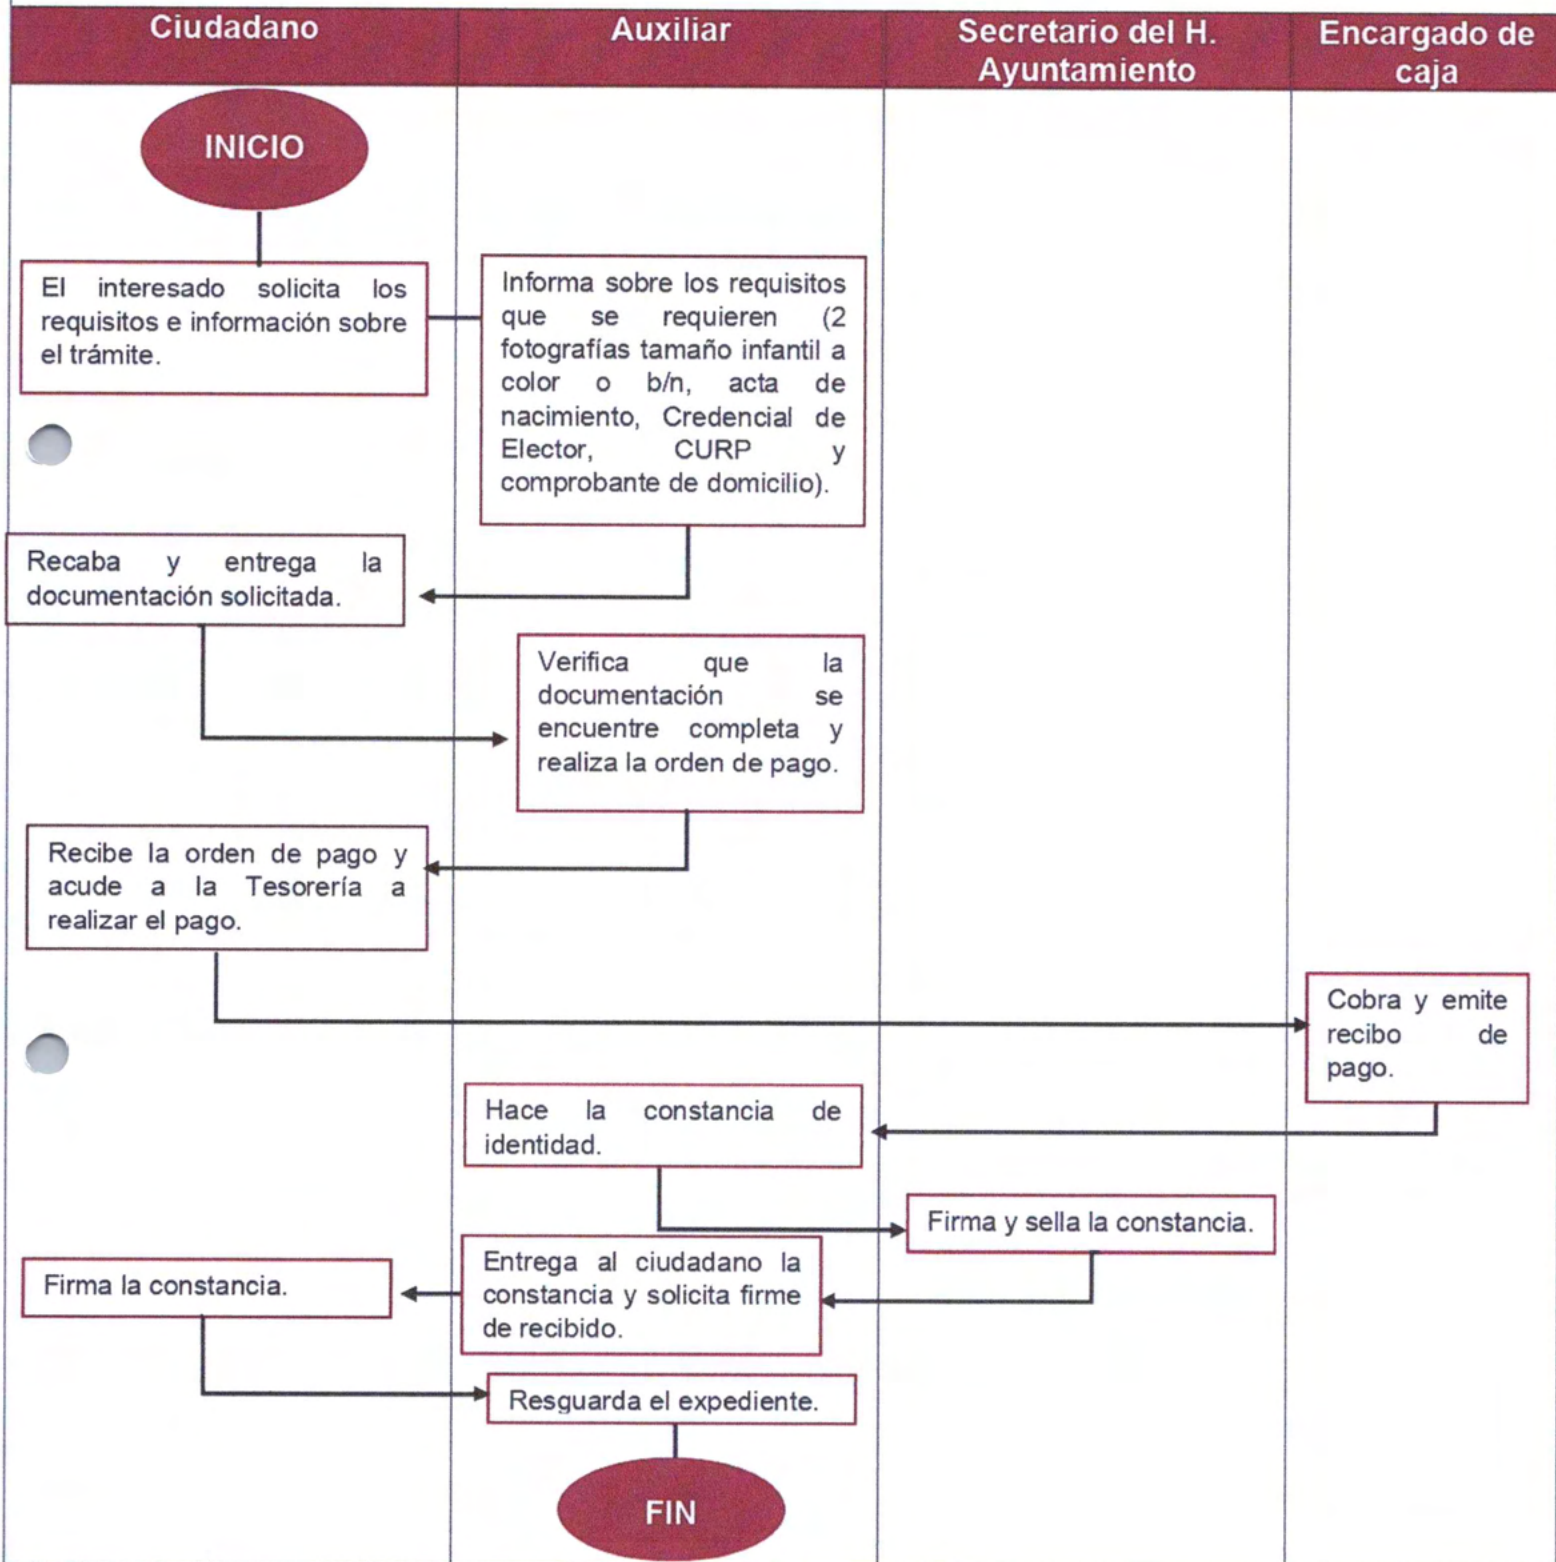 Ciudadano
Auxiliar
Secretario del H.
Ayuntamiento
Encargado de
caja
INICIO
El interesado solicita los
requisitos e información sobre
el trámite.
Informa sobre los requisitos
que se requieren (2
fotografías tamaño infantil a
color o b/n, acta de
nacimiento, Credencial de
Elector, CURP y
comprobante de domicilio).
Recaba y entrega la
documentación solicitada.
Verifica que la
documentación se
encuentre completa y
realiza la orden de pago.
Recibe la orden de pago y
acude a la Tesorería a
realizar el pago.
Cobra y emite
recibo de
pago.
Hace la constancia de
identidad.
Firma y sella la constancia.
Entrega al ciudadano la
constancia y solicita firme
de recibido.
Firma la constancia.
Resguarda el expediente.
FIN